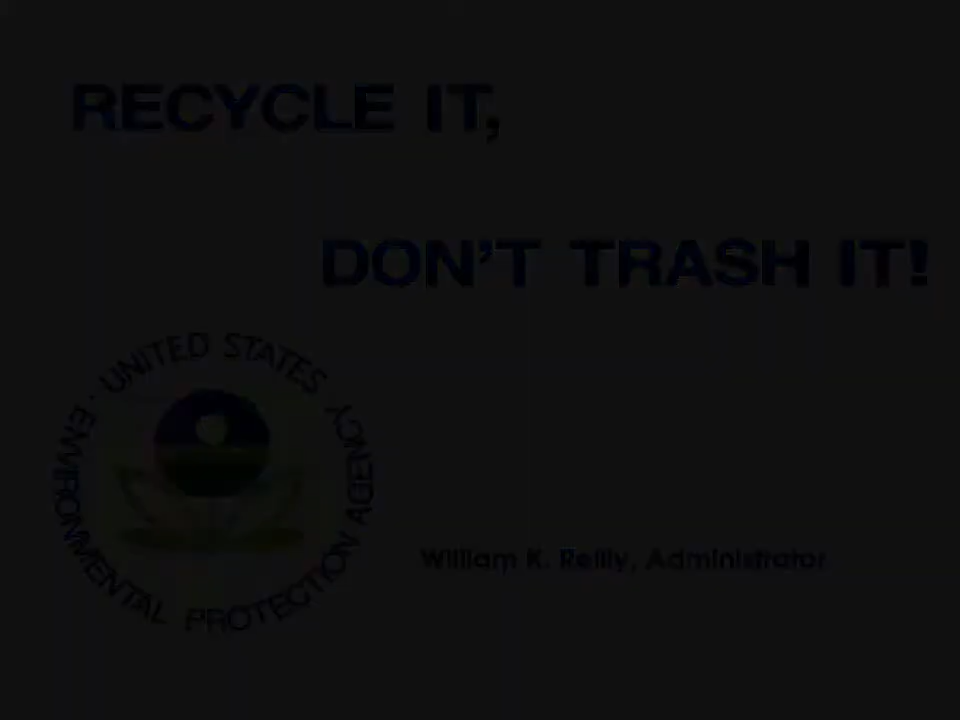 RECYCLE IT,
DON'T TRASH IT!
UNITED STATES
ENVIRONMENTAL PROTECTION AGENCY
William K. Reilly, Administrator